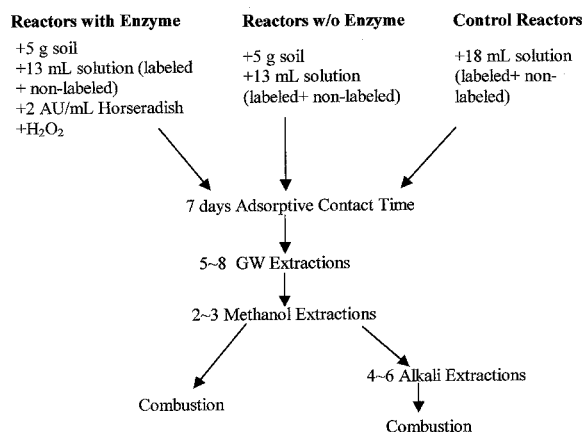 Reactors with Enzyme
+5 g soil
+13 mL solution (labeled
+ non-labeled)
+2 AU/mL Horseradish
+H₂O₂
Reactors w/o Enzyme
+5 g soil
+13 mL solution
(labeled+ non-labeled)
Control Reactors
+18 mL solution
(labeled+ non-
labeled)
7 days Adsorptive Contact Time
5~8 GW Extractions
2~3 Methanol Extractions
4~6 Alkali Extractions
Combustion
Combustion